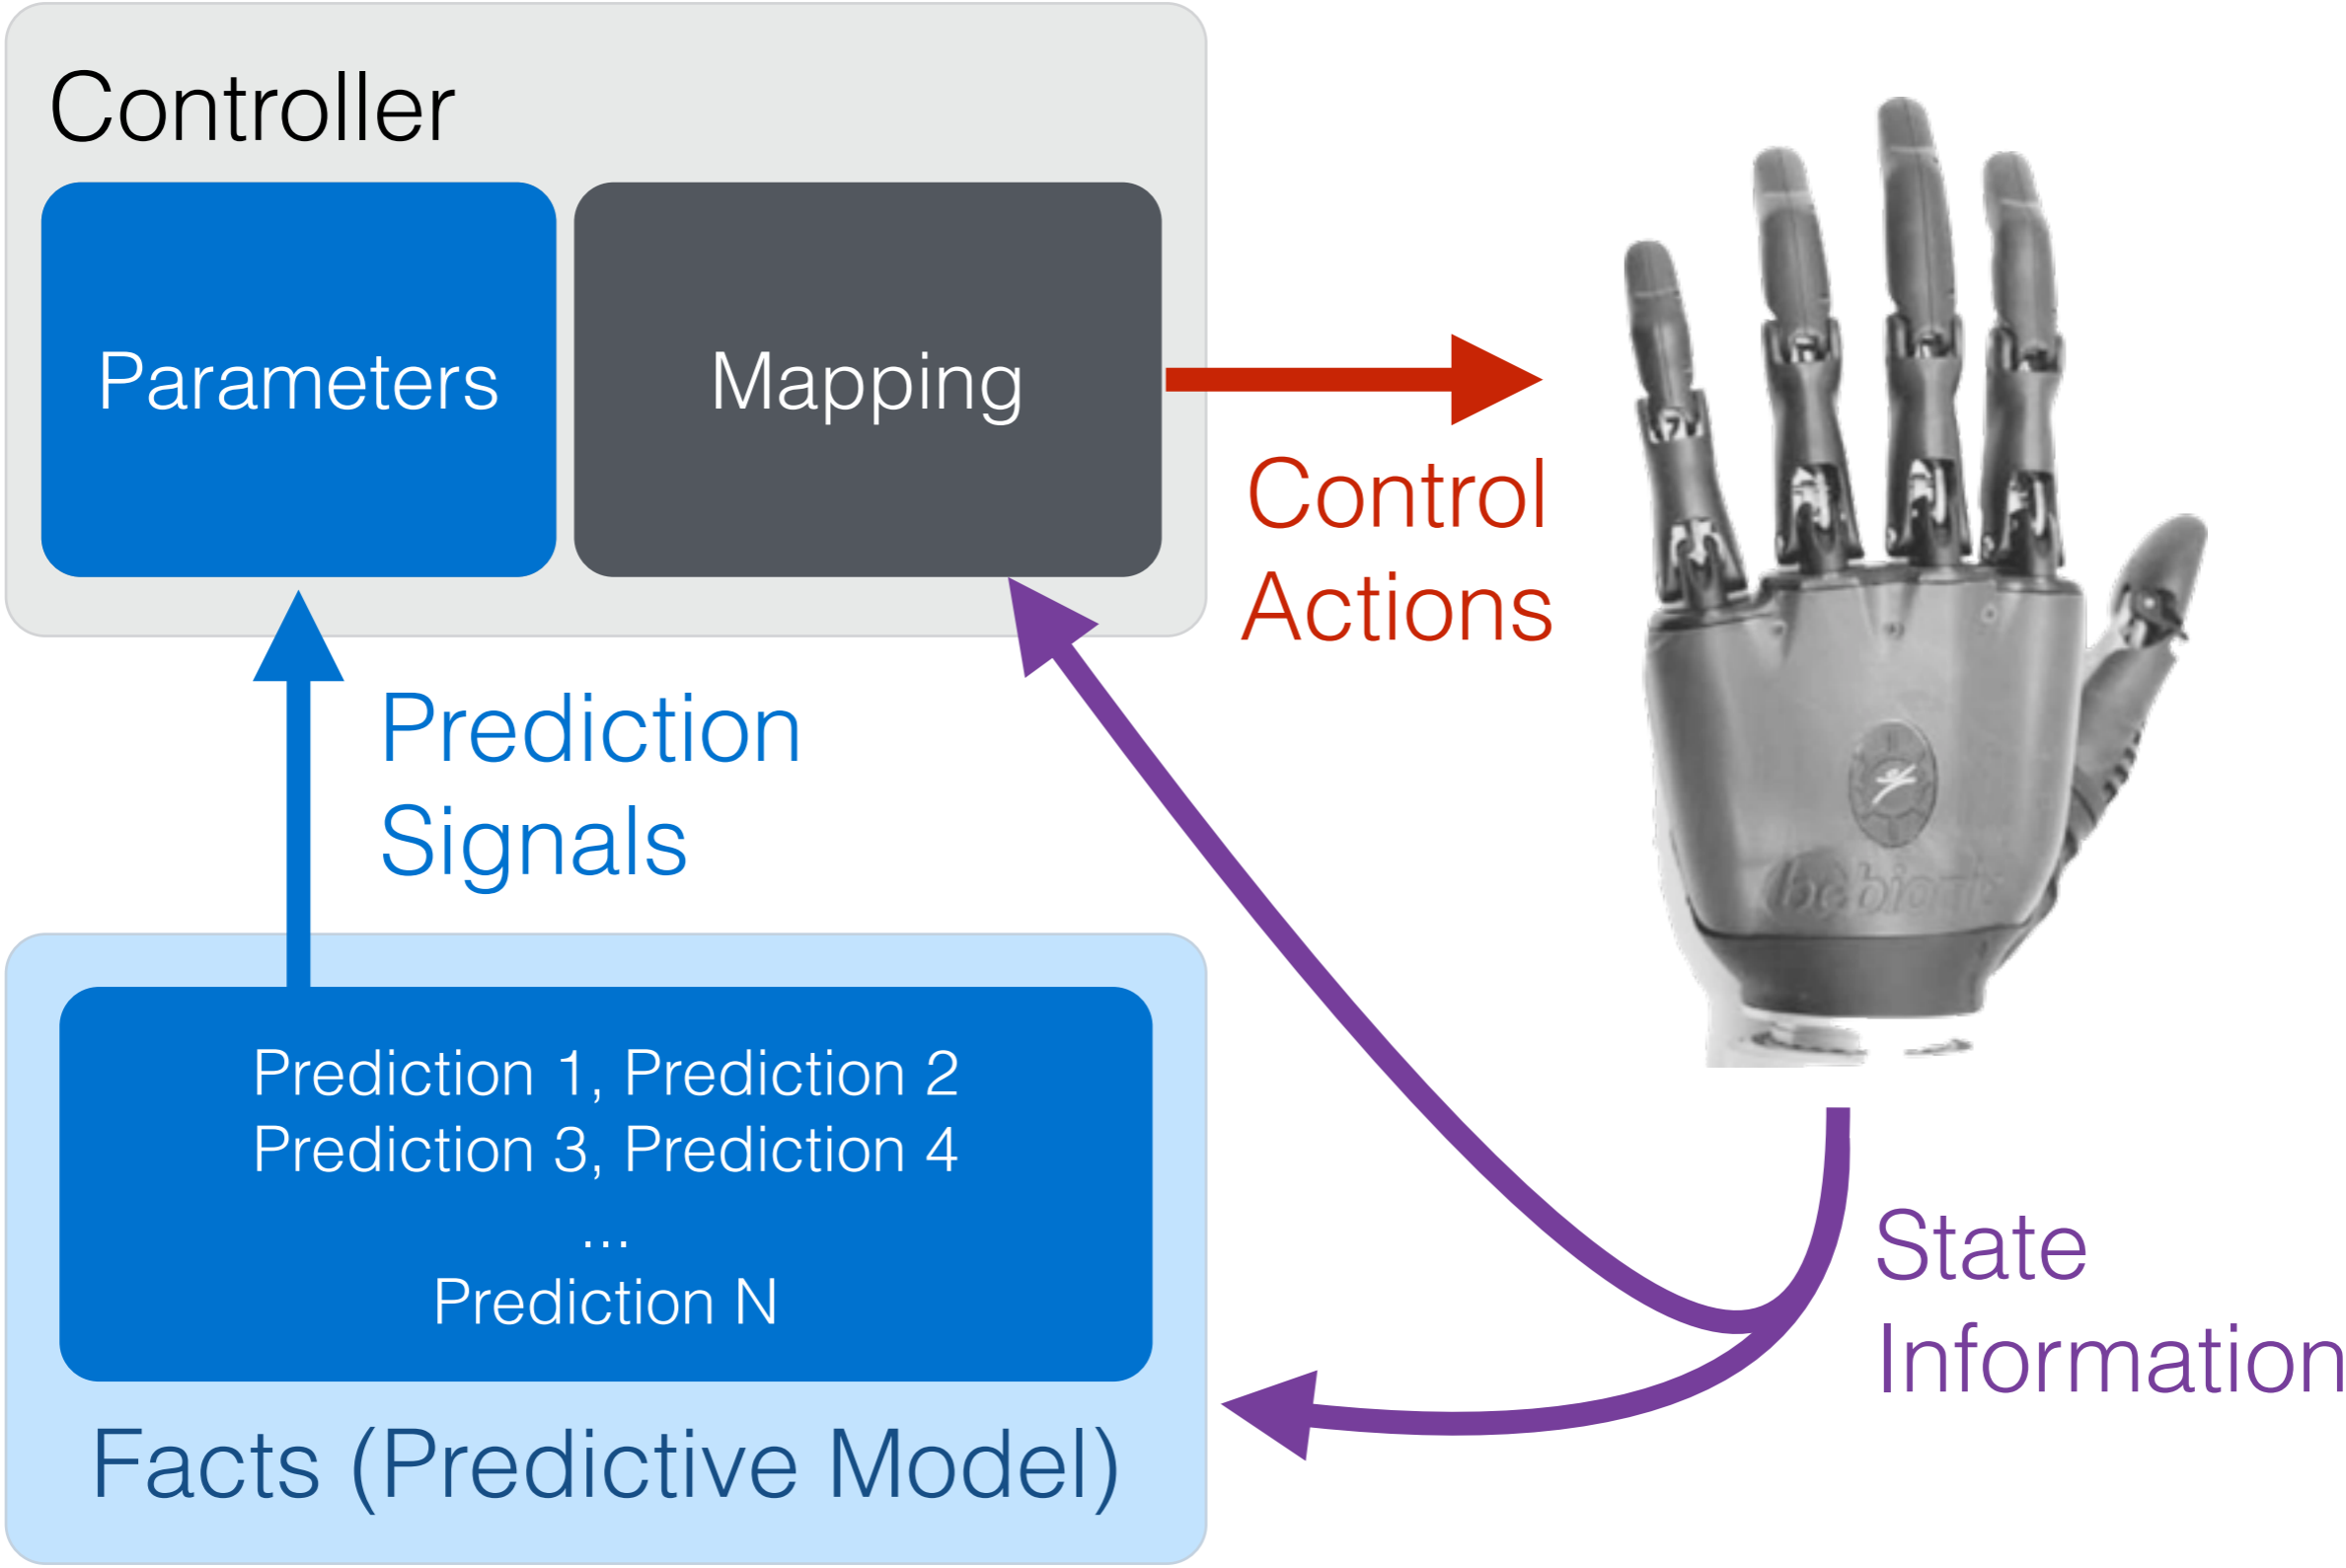 Controller
Parameters
Mapping
Control
Actions
Prediction
Signals
Prediction 1, Prediction 2
Prediction 3, Prediction 4
...
Prediction N
Facts (Predictive Model)
State
Information
bebionic